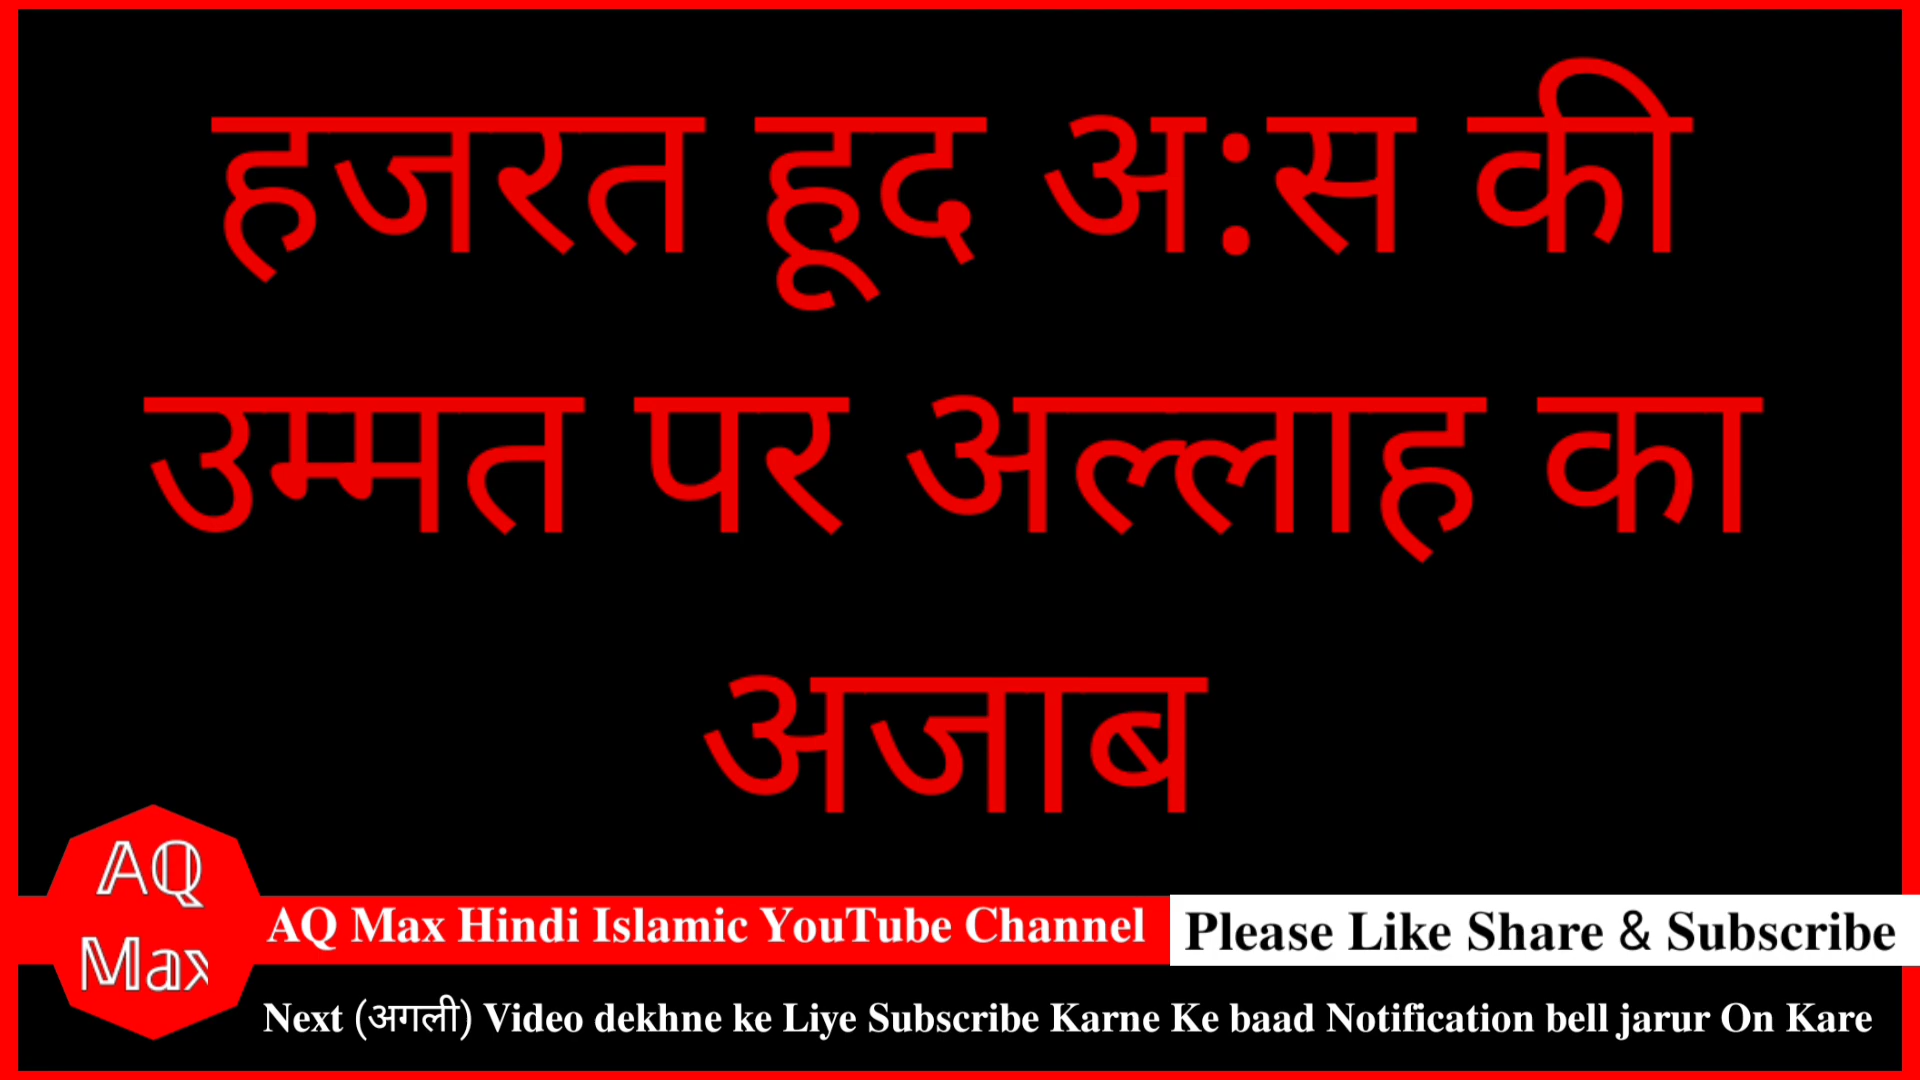 हजरत हूद अ:स की
उम्मत पर अल्लाह का
अजाब
AQ
Max
AQ Max Hindi Islamic YouTube Channel
Please Like Share & Subscribe
Next (अगली) Video dekhne ke Liye Subscribe Karne Ke baad Notification bell jarur On Kare